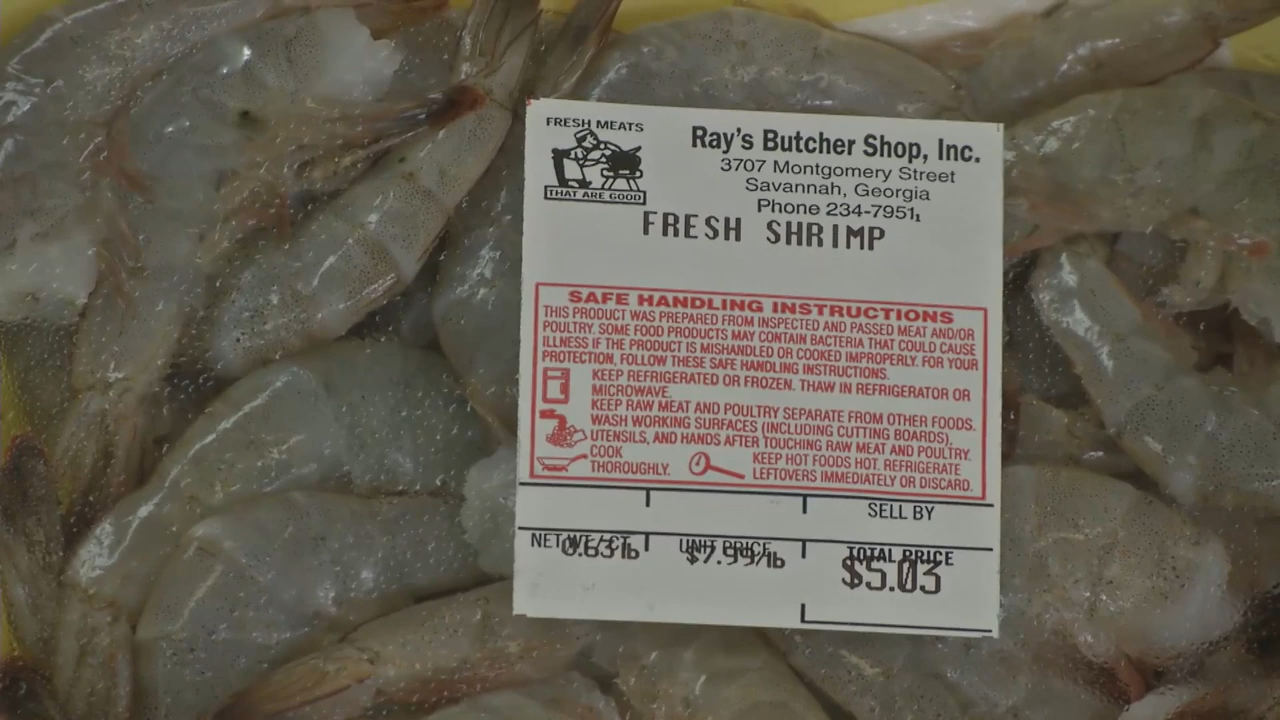 FRESH MEATS
THAT ARE GOOD
Ray's Butcher Shop, Inc.
3707 Montgomery Street
Savannah, Georgia
Phone 234-7951
FRESH SHRIMP
SAFE HANDLING INSTRUCTIONS
THIS PRODUCT WAS PREPARED FROM INSPECTED AND PASSED MEAT AND/OR
POULTRY. SOME FOOD PRODUCTS MAY CONTAIN BACTERIA THAT COULD CAUSE
ILLNESS IF THE PRODUCT IS MISHANDLED OR COOKED IMPROPERLY. FOR YOUR
PROTECTION, FOLLOW THESE SAFE HANDLING INSTRUCTIONS.
KEEP REFRIGERATED OR FROZEN. THAW IN REFRIGERATOR OR
MICROWAVE.
KEEP RAW MEAT AND POULTRY SEPARATE FROM OTHER FOODS.
WASH WORKING SURFACES (INCLUDING CUTTING BOARDS),
UTENSILS, AND HANDS AFTER TOUCHING RAW MEAT AND POULTRY.
COOK
THOROUGHLY.
KEEP HOT FOODS HOT. REFRIGERATE
LEFTOVERS IMMEDIATELY OR DISCARD.
SELL BY
NET WT/CT
0.63 lb
UNIT PRICE
$7.99/lb
TOTAL PRICE
$5.03